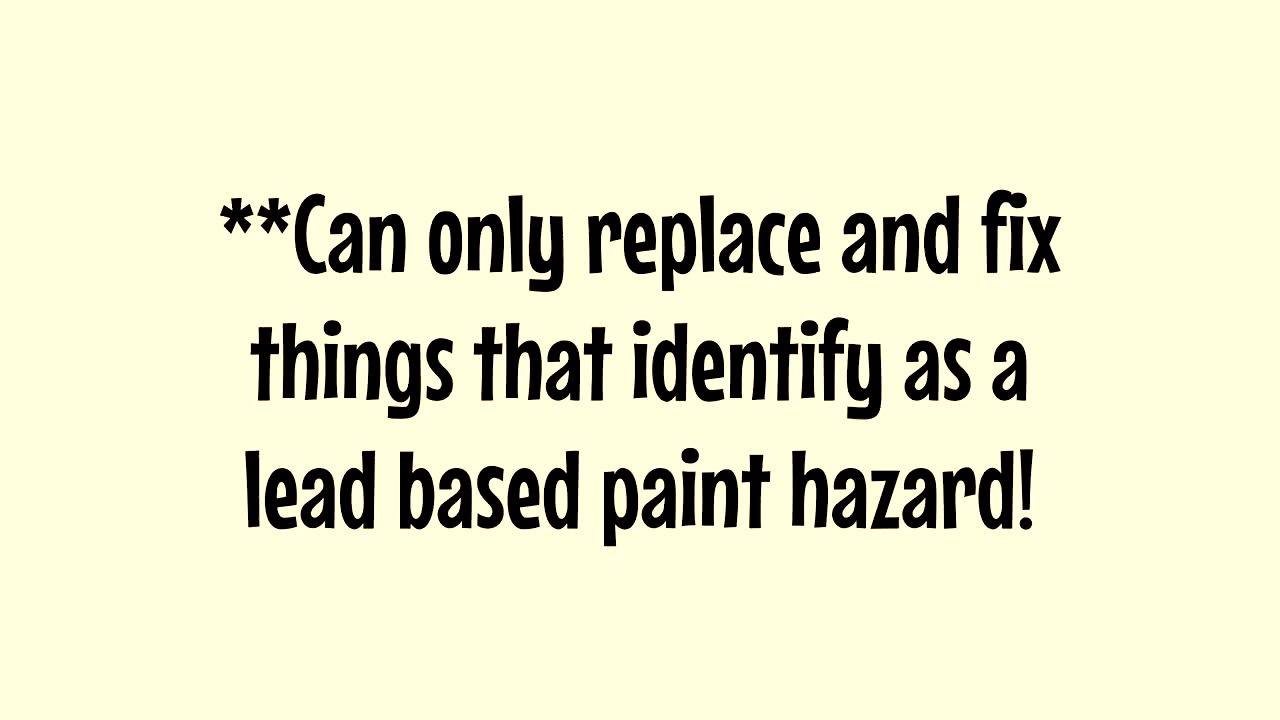 **Can only replace and fix
things that identify as a
lead based paint hazard!